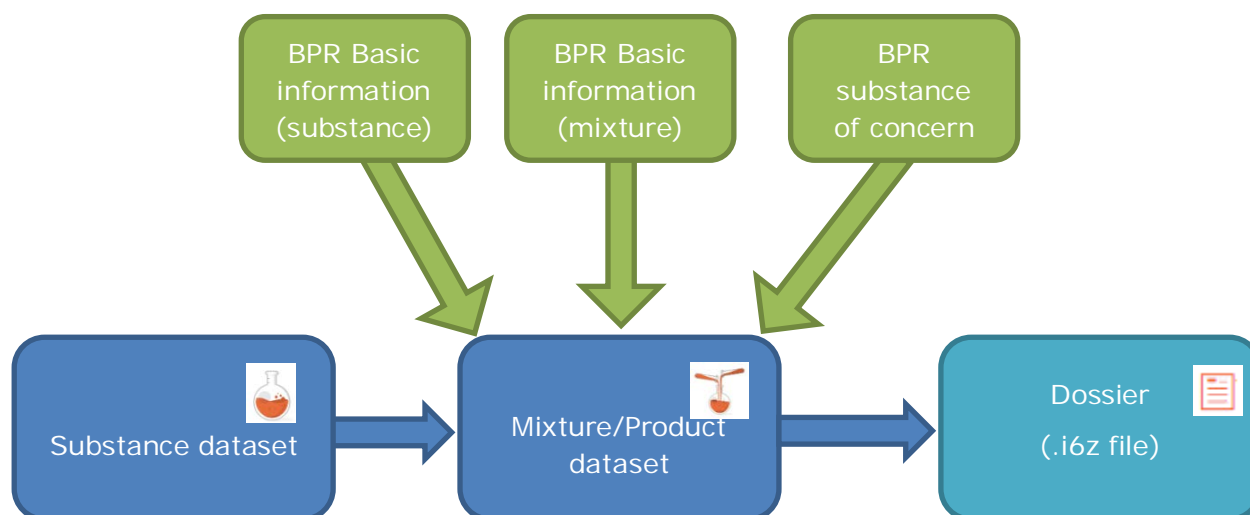 BPR Basic
information
(substance)
BPR Basic
information
(mixture)
BPR
substance
of concern
Substance dataset
Mixture/Product
dataset
Dossier
(.i6z file)